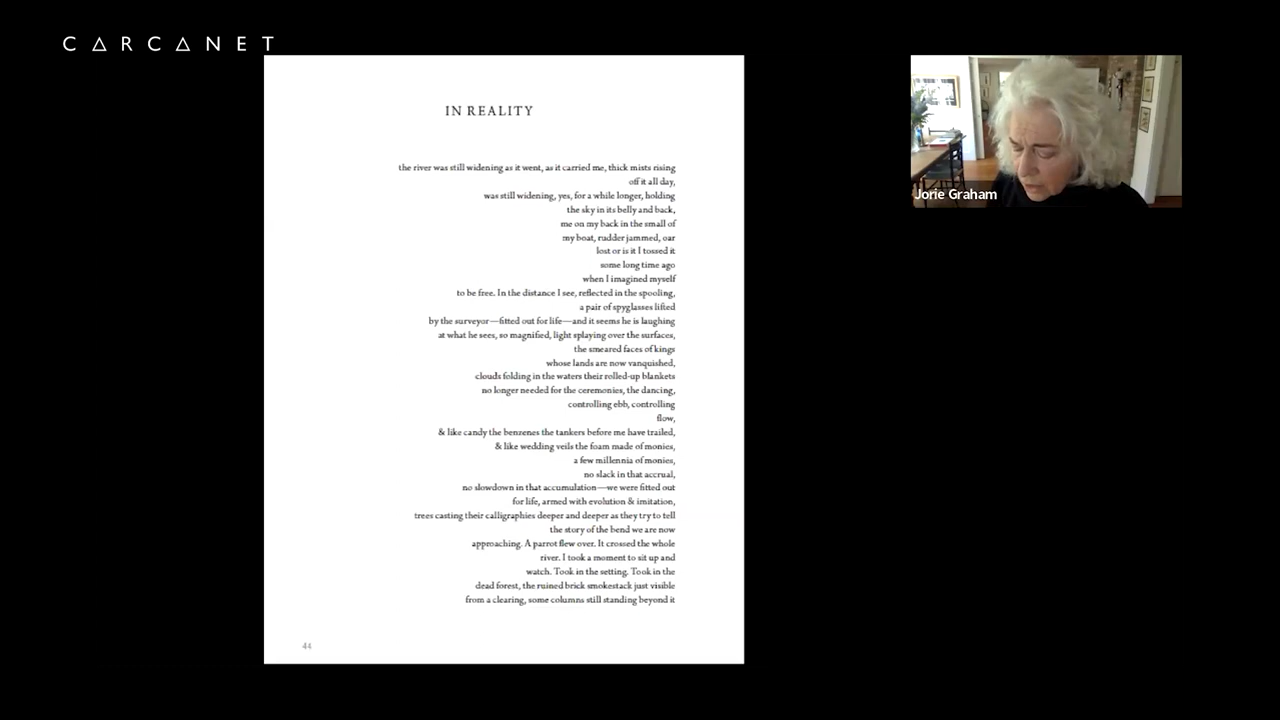 CARCANET
IN REALITY
the river was still widening as it went, as it carried me, thick mists rising
off it all day,
was still widening, yes, for a while longer, holding
the sky in its belly and back,
me on my back in the small of
my boat, rudder jammed, oar
lost or is it I tossed it
some long time ago
when I imagined myself
to be free. In the distance I see, reflected in the spooling,
a pair of spyglasses lifted
by the surveyor—fitted out for life—and it seems he is laughing
at what he sees, so magnified, light splaying over the surfaces,
the smeared faces of kings
whose lands are now vanquished,
clouds folding in the waters their rolled-up blankets
no longer needed for the ceremonies, the dancing,
controlling ebb, controlling
flow,
& like candy the benzenes the tankers before me have trailed,
& like wedding veils the foam made of monies,
a few millennia of monies,
no slack in that accrual,
no slowdown in that accumulation—we were fitted out
for life, armed with evolution & imitation,
trees casting their calligraphies deeper and deeper as they try to tell
the story of the bend we are now
approaching. A parrot flew over. It crossed the whole
river. I took a moment to sit up and
watch. Took in the setting. Took in the
dead forest, the ruined brick smokestack just visible
from a clearing, some columns still standing beyond it
44
Jorie Graham